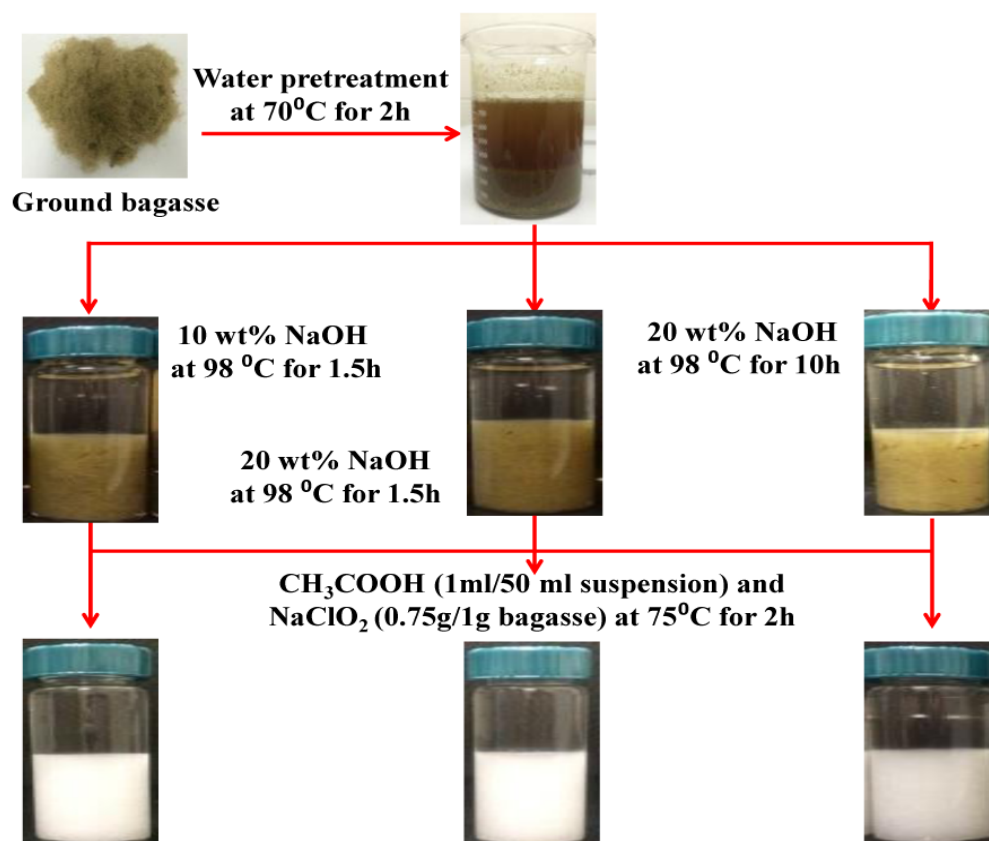 Water pretreatment
at 70⁰C for 2h
Ground bagasse
10 wt% NaOH
at 98 ⁰C for 1.5h
20 wt% NaOH
at 98 ⁰C for 1.5h
20 wt% NaOH
at 98 ⁰C for 10h
CH₃COOH (1ml/50 ml suspension) and
NaClO₂ (0.75g/1g bagasse) at 75⁰C for 2h